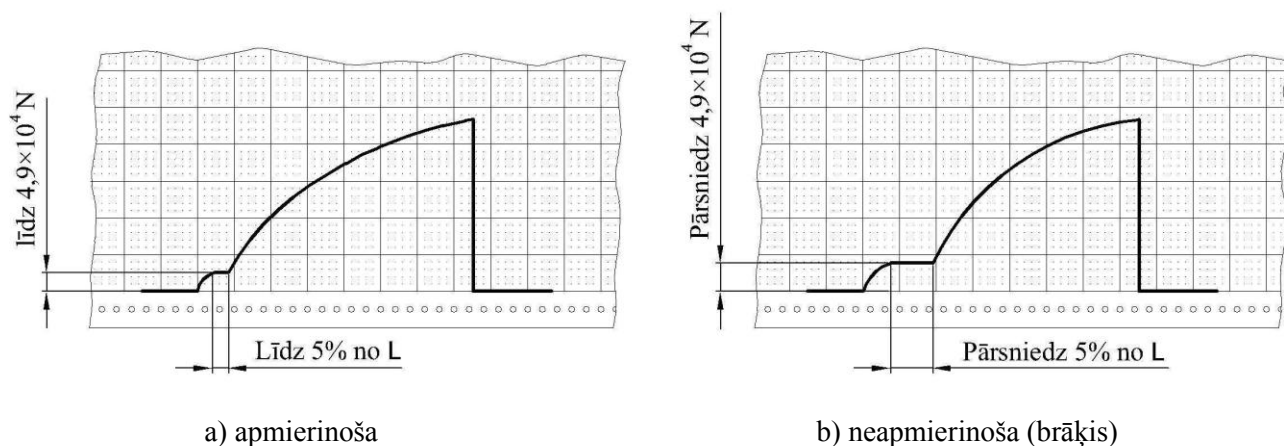 līdz 4,9×10⁴ N
Līdz 5% no L
a) apmierinoša
Pārsniedz 4,9×10⁴ N
Pārsniedz 5% no L
b) neapmierinoša (brāķis)